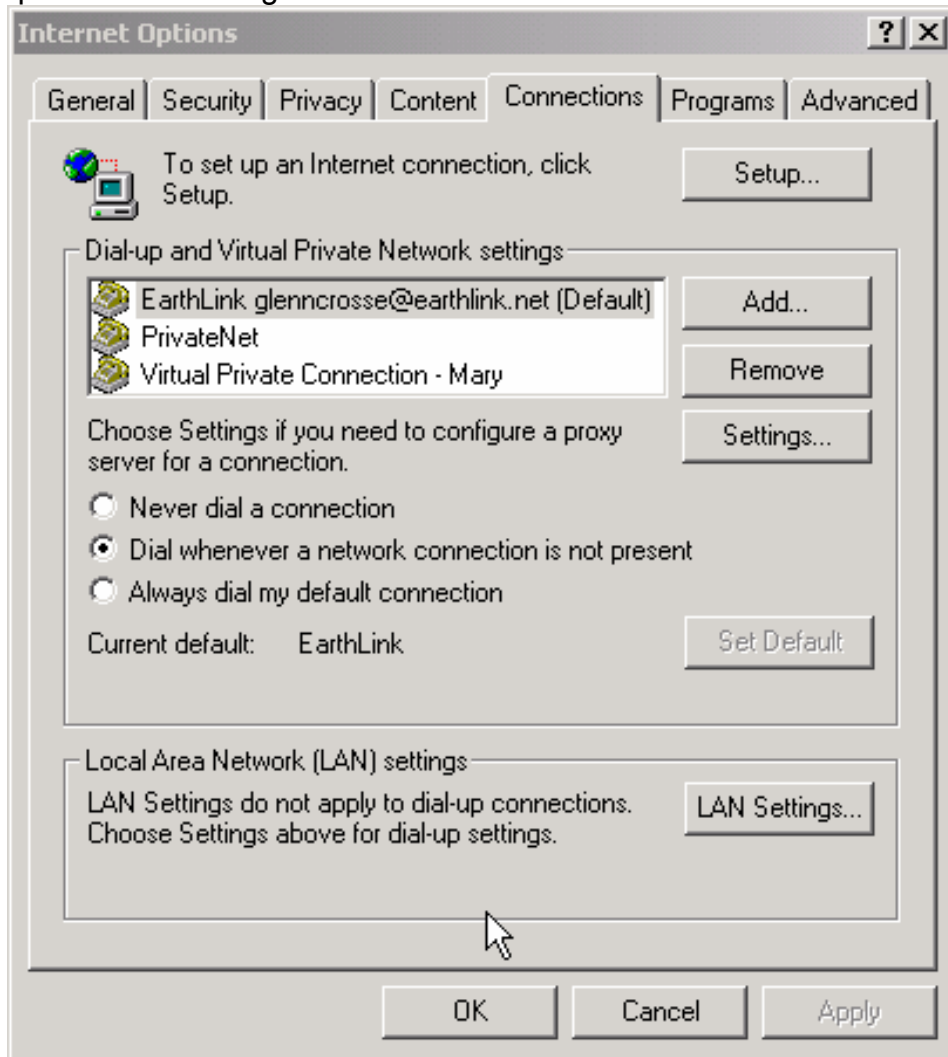 Internet Options
General Security Privacy Content Connections Programs Advanced
To set up an Internet connection, click
Setup.
Setup...
Dial-up and Virtual Private Network settings
EarthLink glenncrosse@earthlink.net (Default)
PrivateNet
Virtual Private Connection - Mary
Add...
Remove
Choose Settings if you need to configure a proxy
server for a connection.
Settings...
Never dial a connection
Dial whenever a network connection is not present
Always dial my default connection
Current default: EarthLink
Set Default
Local Area Network (LAN) settings
LAN Settings do not apply to dial-up connections.
Choose Settings above for dial-up settings.
LAN Settings...
OK Cancel Apply